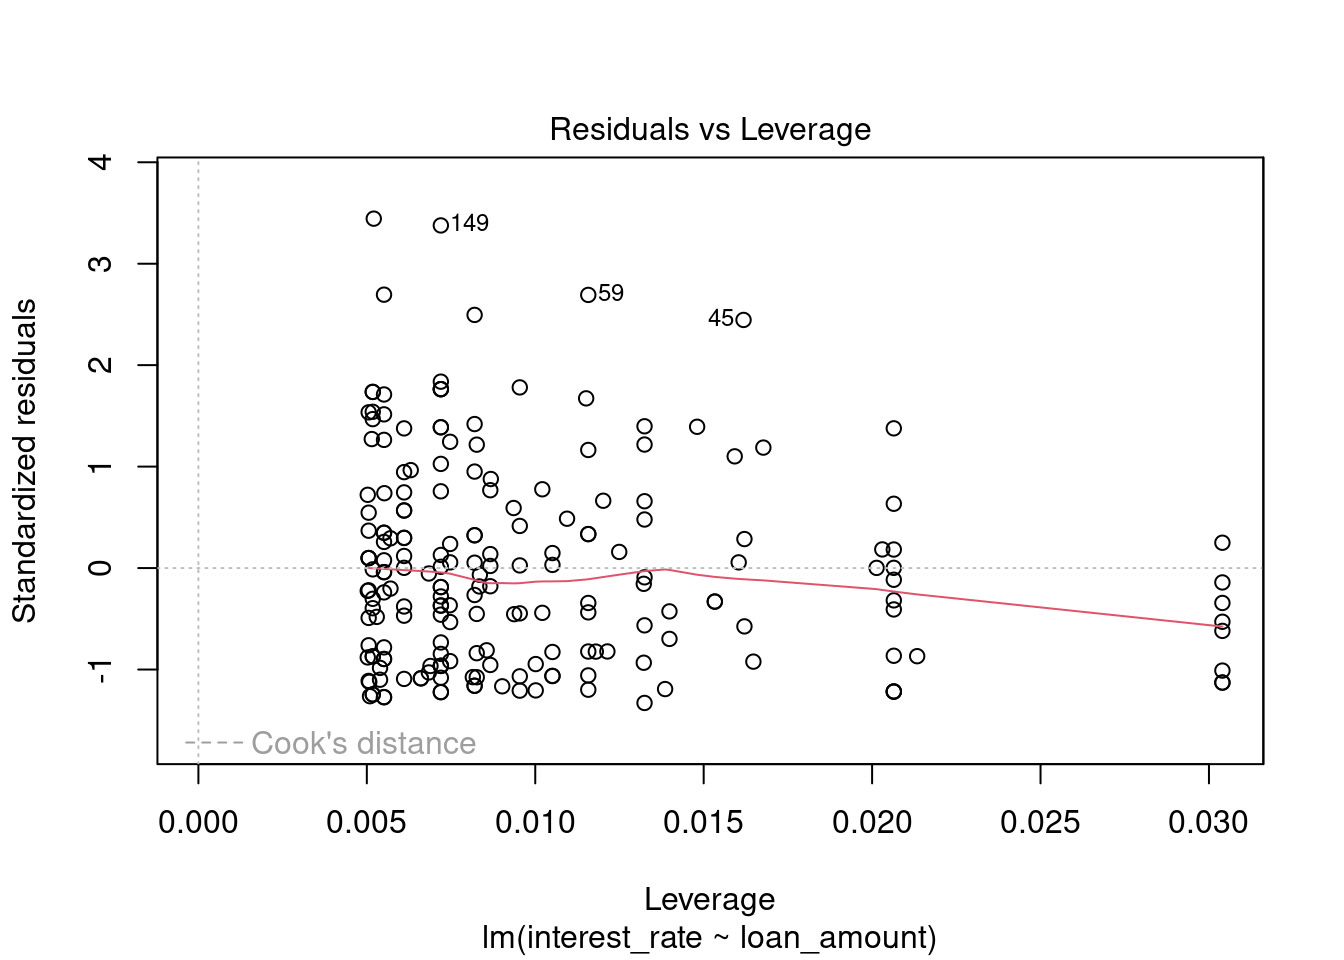 Residuals vs Leverage
4
3
2
1
0
-1
Standardized residuals
149
59
45
Cook's distance
0.000 0.005 0.010 0.015 0.020 0.025 0.030
Leverage
lm(interest_rate ~ loan_amount)